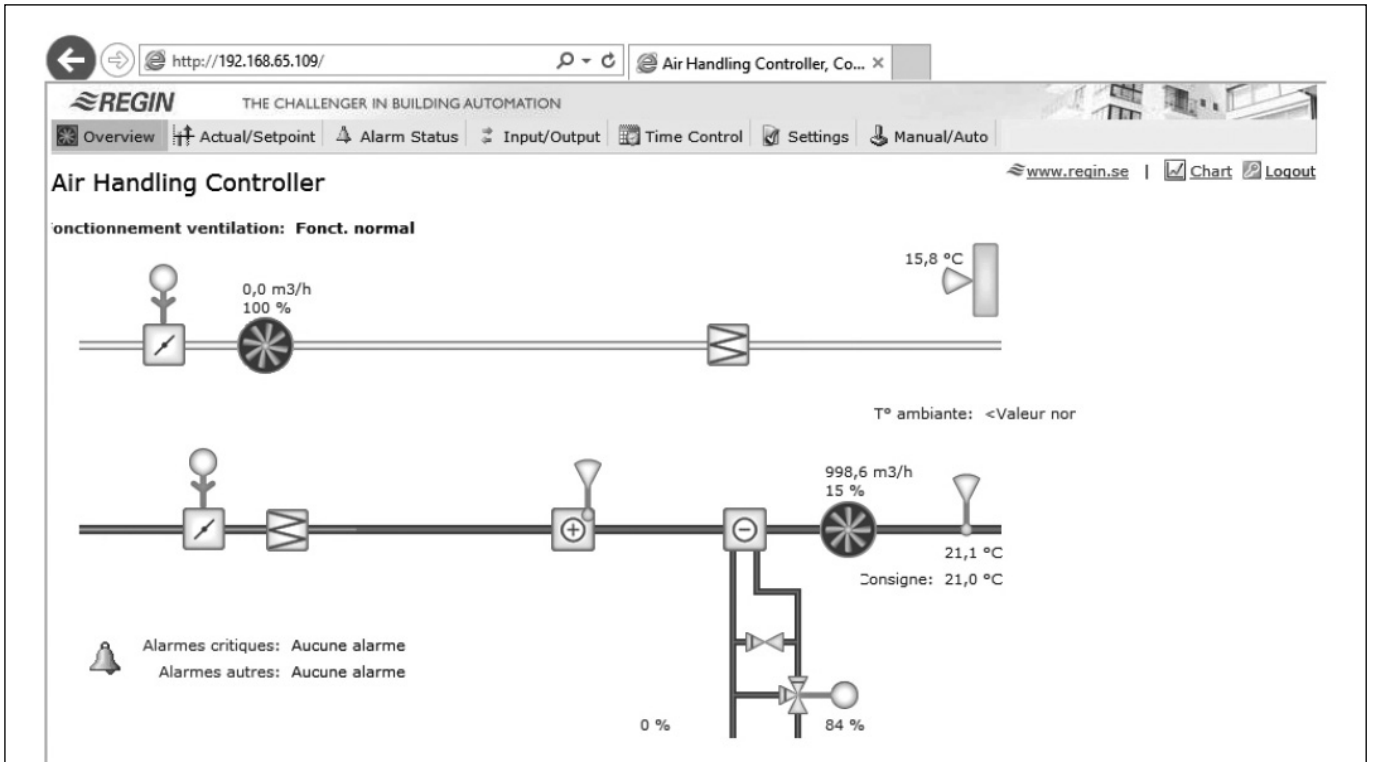 http://192.168.65.109/
Air Handling Controller, Co...
REGIN THE CHALLENGER IN BUILDING AUTOMATION
Overview Actual/Setpoint Alarm Status Input/Output Time Control Settings Manual/Auto
www.regin.se | Chart Logout
Air Handling Controller
onctionnement ventilation: Fonct. normal
15,8 °C
0,0 m3/h
100 %
T° ambiante: <Valeur nor
998,6 m3/h
15 %
21,1 °C
Consigne: 21,0 °C
Alarmes critiques: Aucune alarme
Alarmes autres: Aucune alarme
0 % 84 %